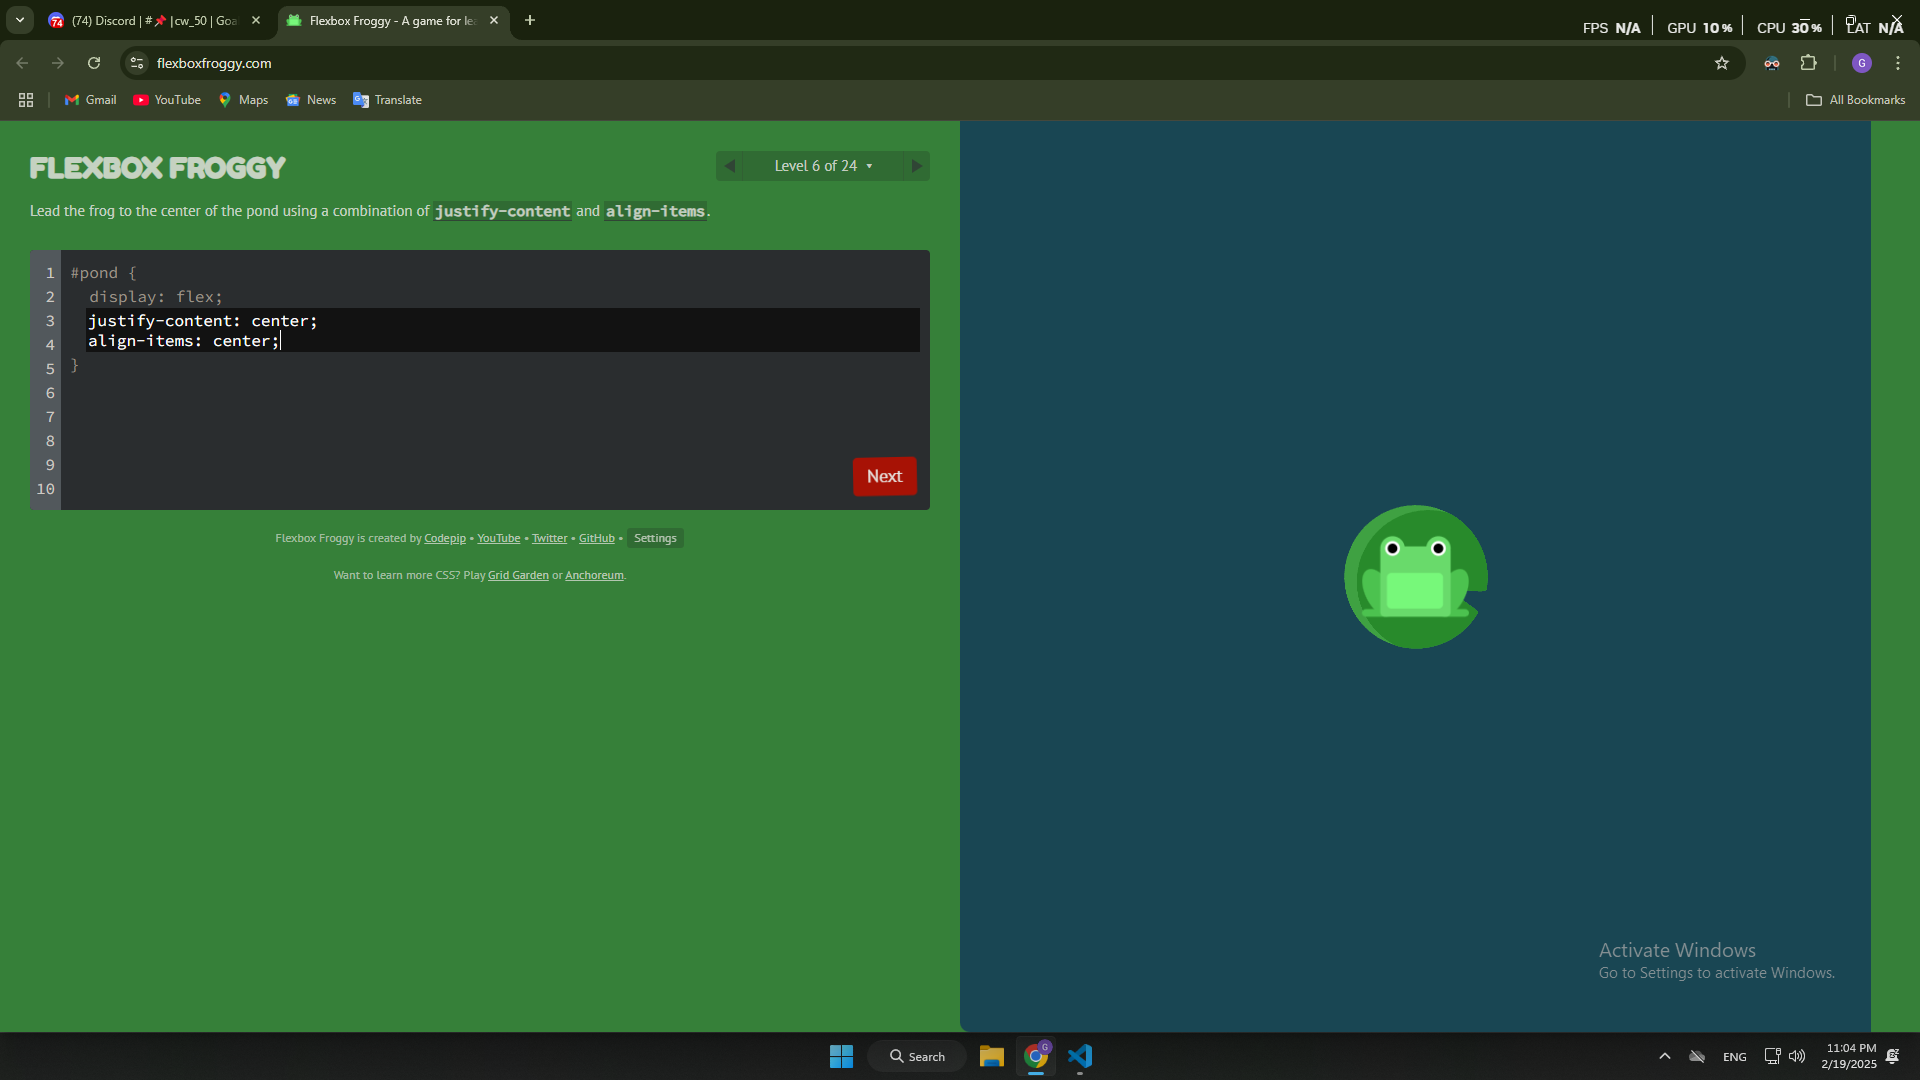 (74) Discord | #📌 |cw_50 | Goa
Flexbox Froggy - A game for le
FPS N/A GPU 10 % CPU 30 % LAT N/A
flexboxfroggy.com
G
Gmail YouTube Maps News Translate
All Bookmarks
FLEXBOX FROGGY
Level 6 of 24
Lead the frog to the center of the pond using a combination of justify-content and align-items.
1 #pond {
2 display: flex;
3 justify-content: center;
4 align-items: center;
5 }
6
7
8
9
10
Next
Flexbox Froggy is created by Codepip • YouTube • Twitter • GitHub • Settings
Want to learn more CSS? Play Grid Garden or Anchoreum.
Activate Windows
Go to Settings to activate Windows.
Search
G
ENG
11:04 PM
2/19/2025